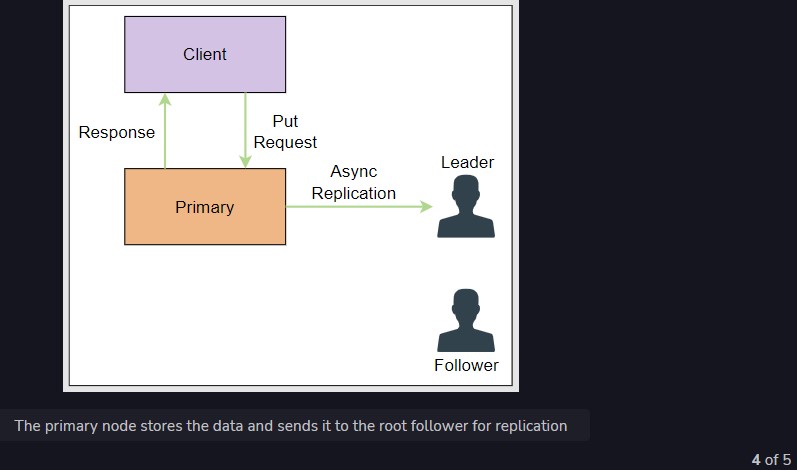 Client
Response
Put
Request
Primary
Async
Replication
Leader
Follower
The primary node stores the data and sends it to the root follower for replication
4 of 5